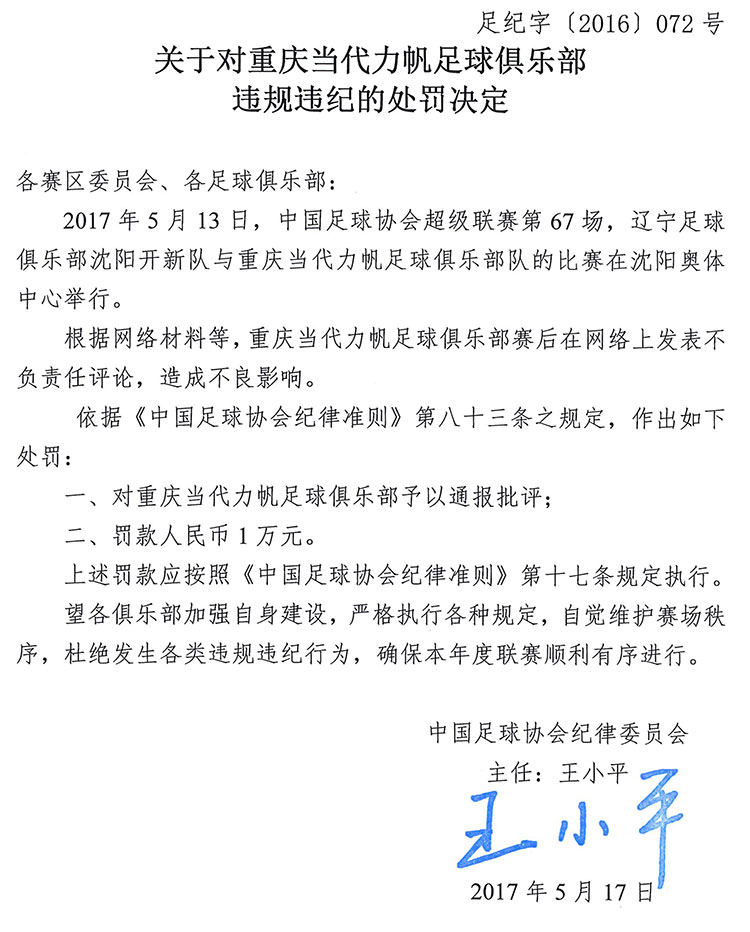 足纪字〔2016〕072 号
关于对重庆当代力帆足球俱乐部
违规违纪的处罚决定
各赛区委员会、各足球俱乐部：
2017 年 5 月 13 日，中国足球协会超级联赛第 67 场，辽宁足球
俱乐部沈阳开新队与重庆当代力帆足球俱乐部队的比赛在沈阳奥体
中心举行。
根据网络材料等，重庆当代力帆足球俱乐部赛后在网络上发表不
负责任评论，造成不良影响。
依据《中国足球协会纪律准则》第八十三条之规定，作出如下
处罚：
一、对重庆当代力帆足球俱乐部予以通报批评；
二、罚款人民币 1 万元。
上述罚款应按照《中国足球协会纪律准则》第十七条规定执行。
望各俱乐部加强自身建设，严格执行各种规定，自觉维护赛场秩
序，杜绝发生各类违规违纪行为，确保本年度联赛顺利有序进行。
中国足球协会纪律委员会
主任：王小平
王小平
2017 年 5 月 17 日